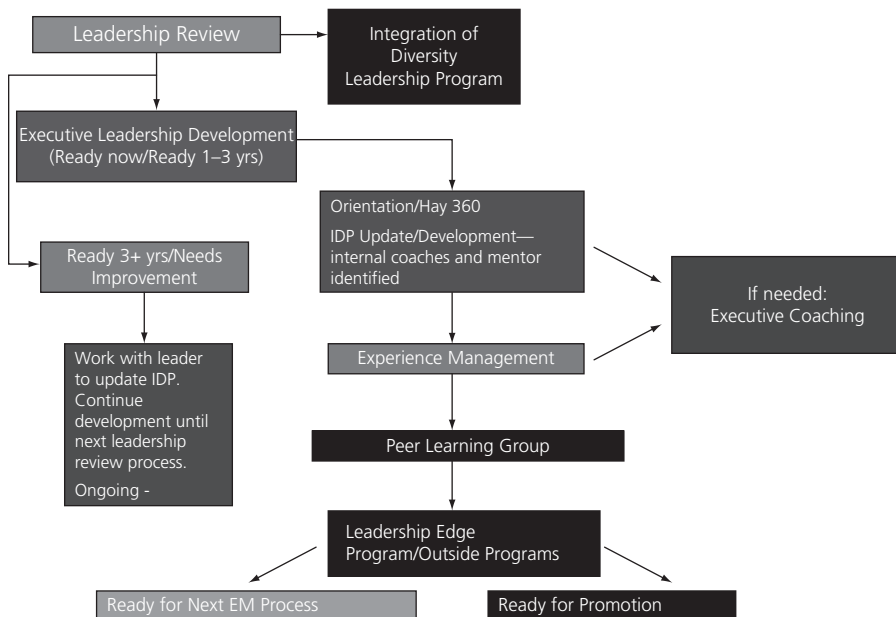 Leadership Review
Integration of
Diversity
Leadership Program
Executive Leadership Development
(Ready now/Ready 1–3 yrs)
Orientation/Hay 360
IDP Update/Development—
internal coaches and mentor
identified
Ready 3+ yrs/Needs
Improvement
If needed:
Executive Coaching
Experience Management
Work with leader
to update IDP.
Continue
development until
next leadership
review process.
Ongoing -
Peer Learning Group
Leadership Edge
Program/Outside Programs
Ready for Next EM Process
Ready for Promotion